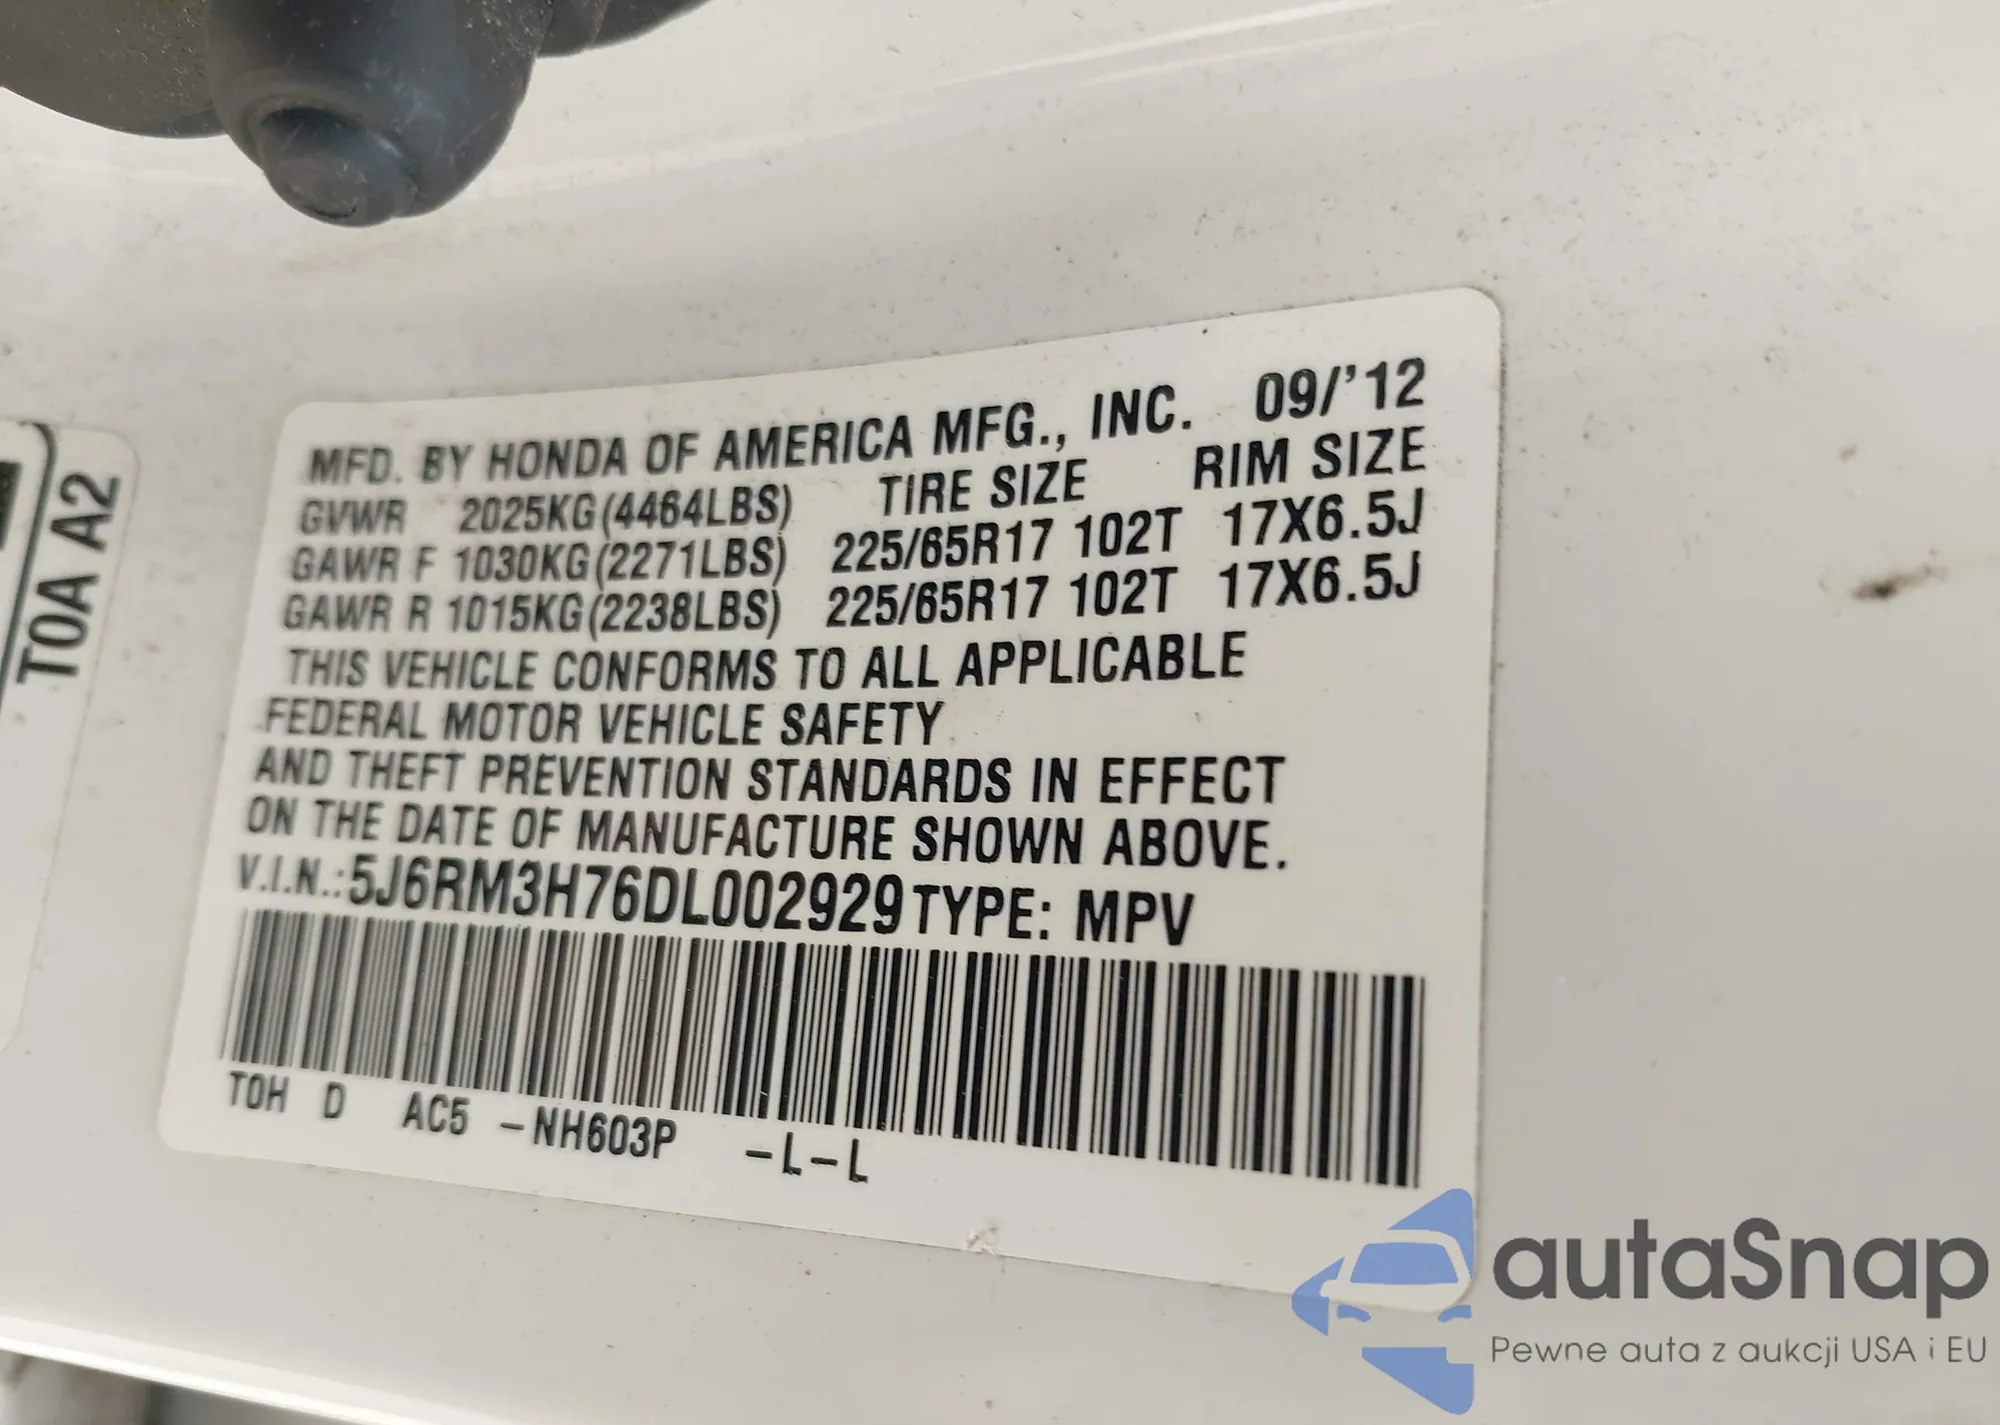 MFD. BY HONDA OF AMERICA MFG., INC. 09/'12
GVWR 2025KG(4464LBS) TIRE SIZE RIM SIZE
GAWR F 1030KG(2271LBS) 225/65R17 102T 17X6.5J
GAWR R 1015KG(2238LBS) 225/65R17 102T 17X6.5J
THIS VEHICLE CONFORMS TO ALL APPLICABLE
FEDERAL MOTOR VEHICLE SAFETY
AND THEFT PREVENTION STANDARDS IN EFFECT
ON THE DATE OF MANUFACTURE SHOWN ABOVE.
V.I.N.:5J6RM3H76DL002929 TYPE: MPV
T0H D AC5 -NH603P -L-L
T0A A2
autaSnap
Pewne auta z aukcji USA i EU